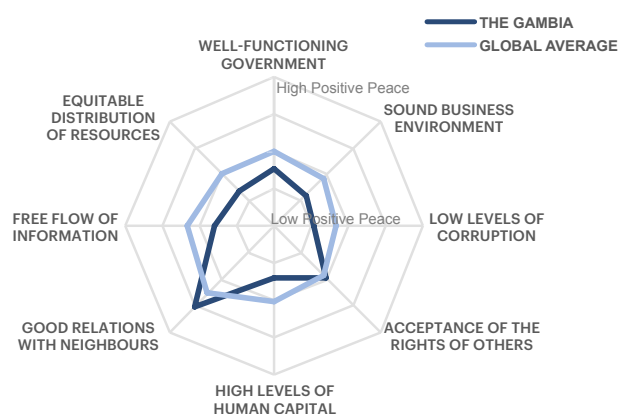 THE GAMBIA
GLOBAL AVERAGE
WELL-FUNCTIONING
GOVERNMENT
High Positive Peace
EQUITABLE
DISTRIBUTION
OF RESOURCES
SOUND BUSINESS
ENVIRONMENT
FREE FLOW OF
INFORMATION
Low Positive Peace
LOW LEVELS OF
CORRUPTION
GOOD RELATIONS
WITH NEIGHBOURS
ACCEPTANCE OF THE
RIGHTS OF OTHERS
HIGH LEVELS OF
HUMAN CAPITAL